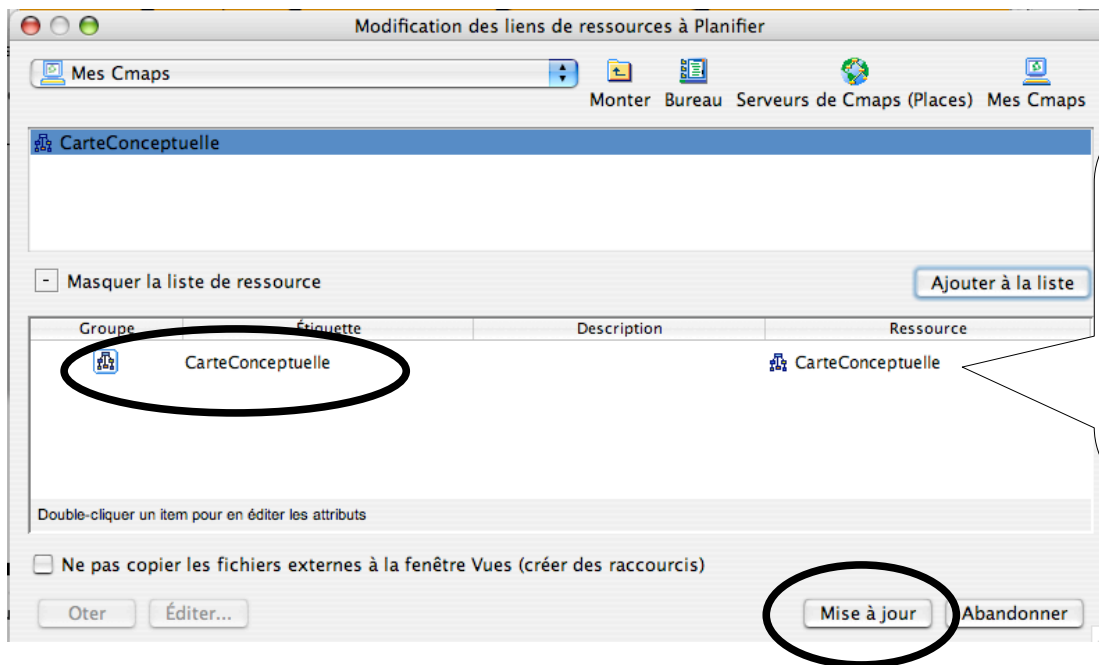 Modification des liens de ressources à Planifier
Mes Cmaps
Monter Bureau Serveurs de Cmaps (Places) Mes Cmaps
CarteConceptuelle
- Masquer la liste de ressource
Ajouter à la liste
Groupe Étiquette Description Ressource
CarteConceptuelle CarteConceptuelle
Double-cliquer un item pour en éditer les attributs
Ne pas copier les fichiers externes à la fenêtre Vues (créer des raccourcis)
Oter Éditer... Mise à jour Abandonner